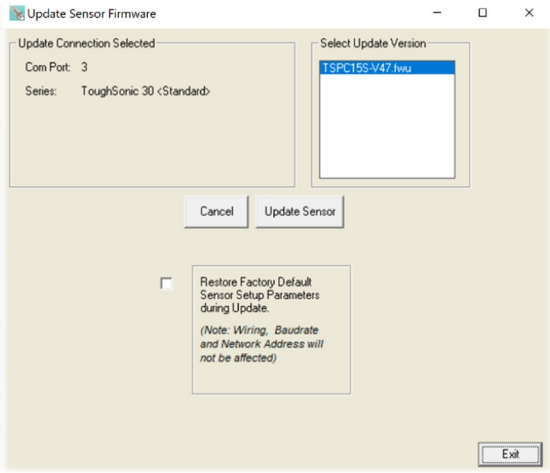 Update Sensor Firmware
Update Connection Selected
Com Port: 3
Series: ToughSonic 30 <Standard>
Select Update Version
TSPC15S-V47.fwu
Cancel
Update Sensor
Restore Factory Default
Sensor Setup Parameters
during Update.
(Note: Wiring, Baudrate
and Network Address will
not be affected)
Exit